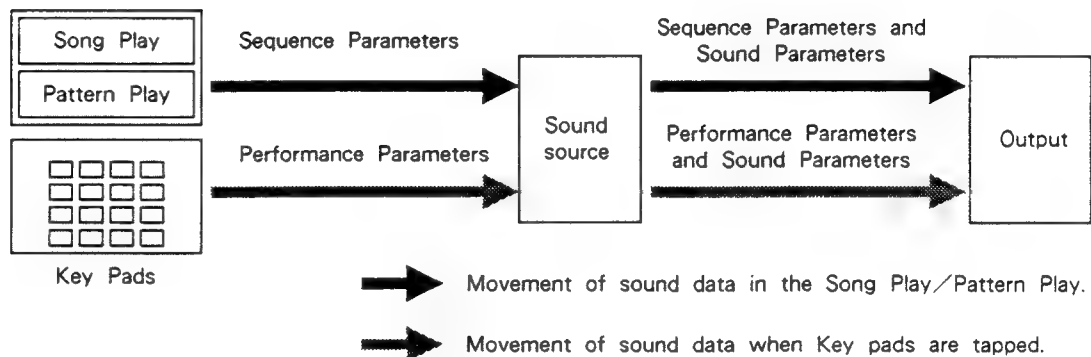 Song Play
Pattern Play
Key Pads
Sequence Parameters
Performance Parameters
Sound
source
Sequence Parameters and
Sound Parameters
Performance Parameters
and Sound Parameters
Output
Movement of sound data in the Song Play/Pattern Play.
Movement of sound data when Key pads are tapped.